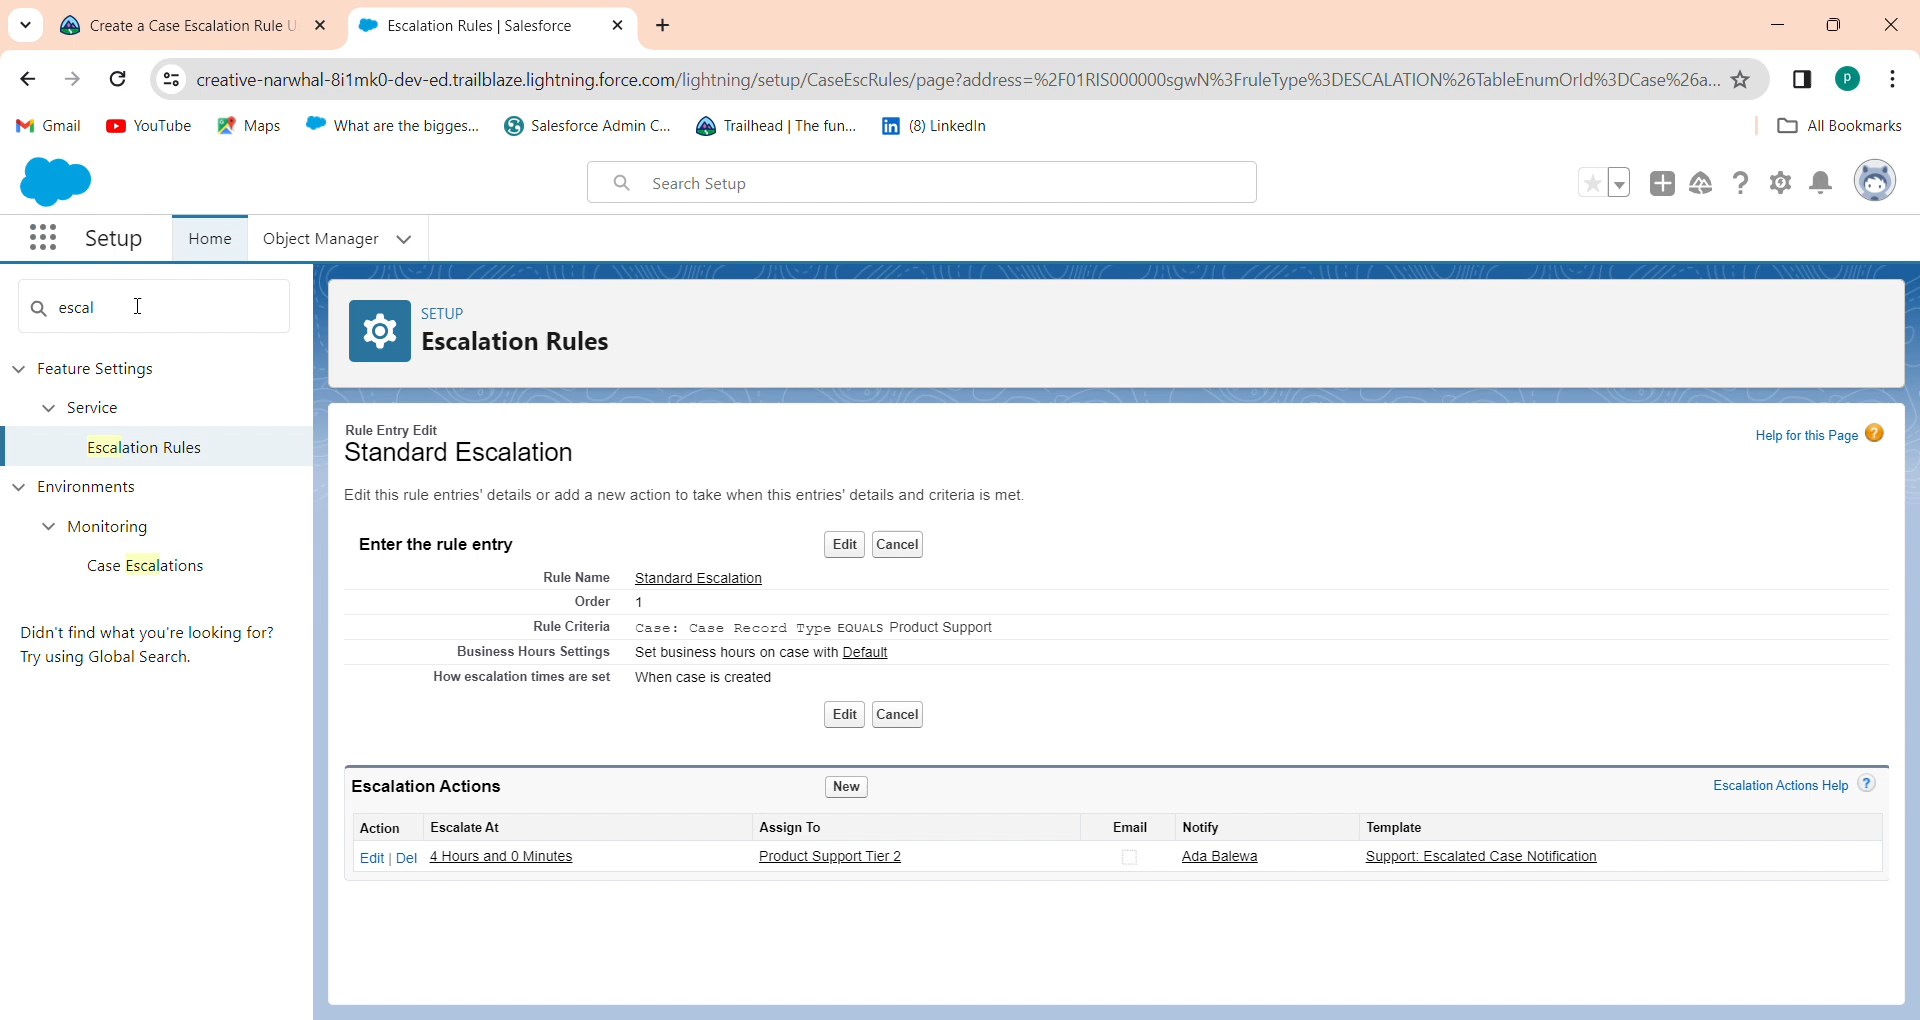 Create a Case Escalation Rule U
Escalation Rules | Salesforce
creative-narwhal-8i1mk0-dev-ed.trailblaze.lightning.force.com/lightning/setup/CaseEscRules/page?address=%2F01RIS000000sgwN%3FruleType%3DESCALATION%26TableEnumOrId%3DCase%26a...
P
Gmail
YouTube
Maps
What are the bigges...
Salesforce Admin C...
Trailhead | The fun...
(8) LinkedIn
All Bookmarks
Search Setup
Setup
Home
Object Manager
escal
Feature Settings
Service
Escalation Rules
Environments
Monitoring
Case Escalations
Didn't find what you're looking for?
Try using Global Search.
SETUP
Escalation Rules
Rule Entry Edit
Standard Escalation
Help for this Page ?
Edit this rule entries' details or add a new action to take when this entries' details and criteria is met.
Enter the rule entry
Edit
Cancel
Rule Name Standard Escalation
Order 1
Rule Criteria Case: Case Record Type EQUALS Product Support
Business Hours Settings Set business hours on case with Default
How escalation times are set When case is created
Edit
Cancel
Escalation Actions
New
Escalation Actions Help ?
Action Escalate At Assign To Email Notify Template
Edit | Del 4 Hours and 0 Minutes Product Support Tier 2 Ada Balewa Support: Escalated Case Notification